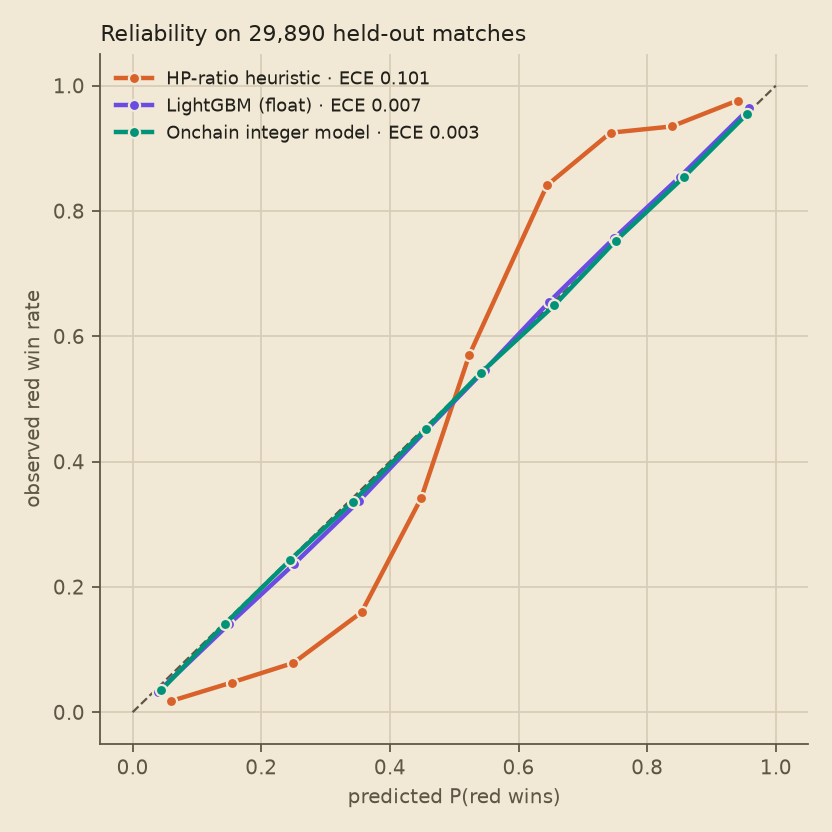 Reliability on 29,890 held-out matches
HP-ratio heuristic · ECE 0.101
LightGBM (float) · ECE 0.007
Onchain integer model · ECE 0.003
1.0
0.8
0.6
0.4
0.2
0.0
observed red win rate
0.0 0.2 0.4 0.6 0.8 1.0
predicted P(red wins)